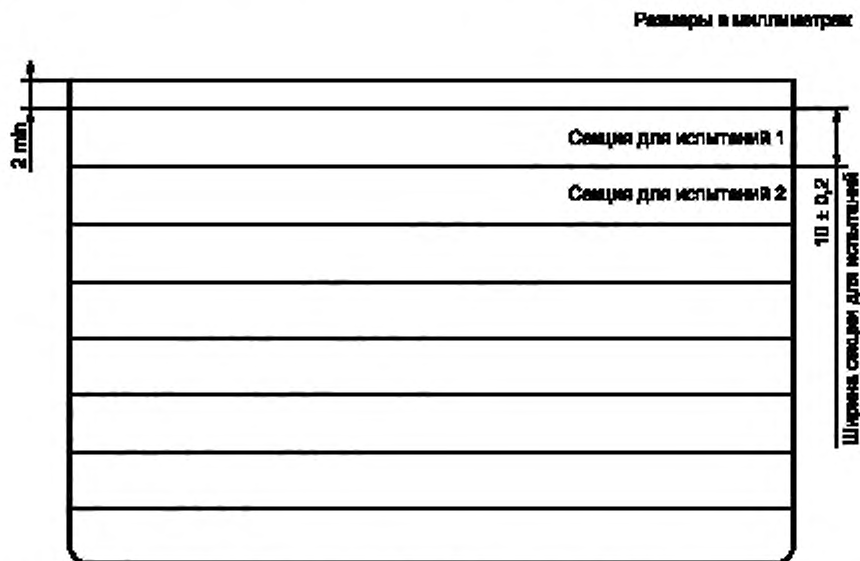 Размеры в миллиметрах
2 min
Секция для испытаний 1
Секция для испытаний 2
10 ± 0,2
Ширина секции для испытаний